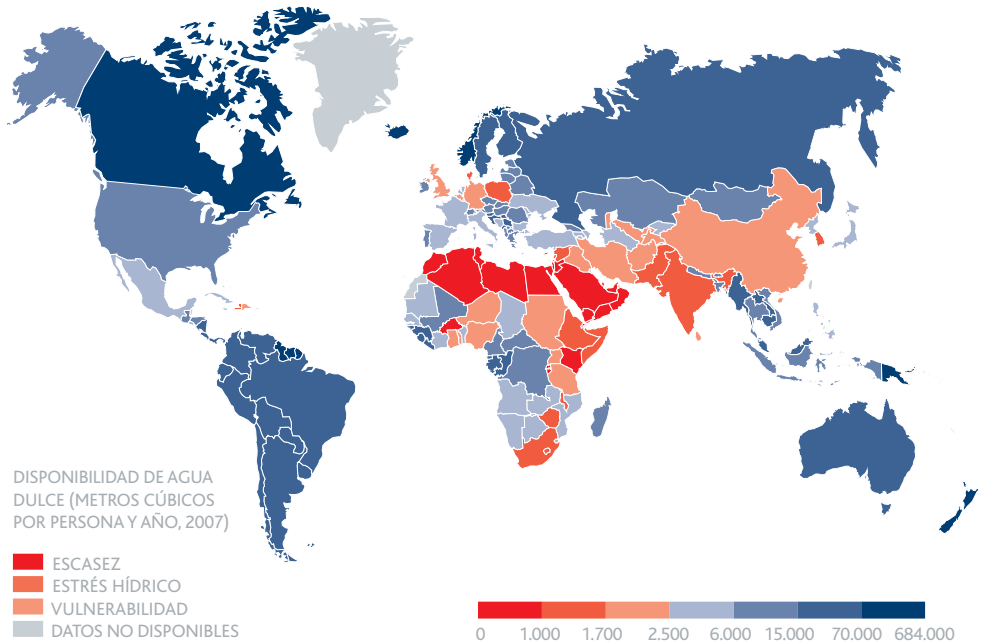 DISPONIBILIDAD DE AGUA
DULCE (METROS CÚBICOS
POR PERSONA Y AÑO, 2007)
ESCASEZ
ESTRÉS HÍDRICO
VULNERABILIDAD
DATOS NO DISPONIBLES
0 1.000 1.700 2.500 6.000 15.000 70.000 684.000